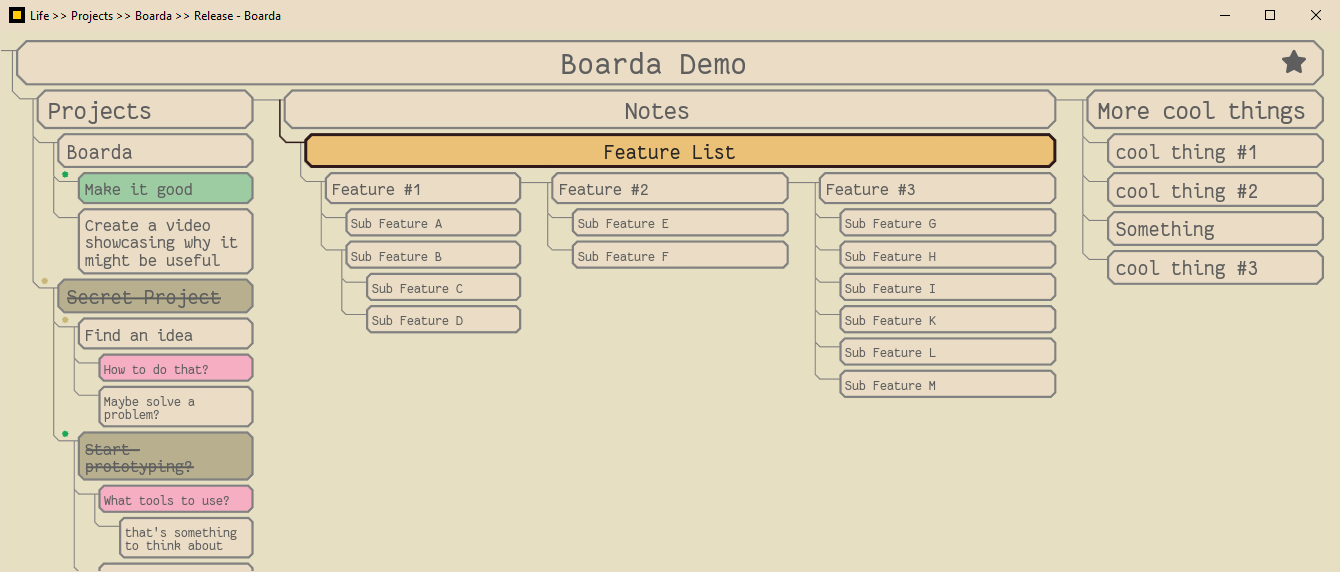 Life >> Projects >> Boarda >> Release - Boarda
Boarda Demo
Projects
Boarda
Make it good
Create a video
showcasing why it
might be useful
Secret Project
Find an idea
How to do that?
Maybe solve a
problem?
Start
prototyping?
What tools to use?
that's something
to think about
Notes
Feature List
Feature #1
Sub Feature A
Sub Feature B
Sub Feature C
Sub Feature D
Feature #2
Sub Feature E
Sub Feature F
Feature #3
Sub Feature G
Sub Feature H
Sub Feature I
Sub Feature K
Sub Feature L
Sub Feature M
More cool things
cool thing #1
cool thing #2
Something
cool thing #3